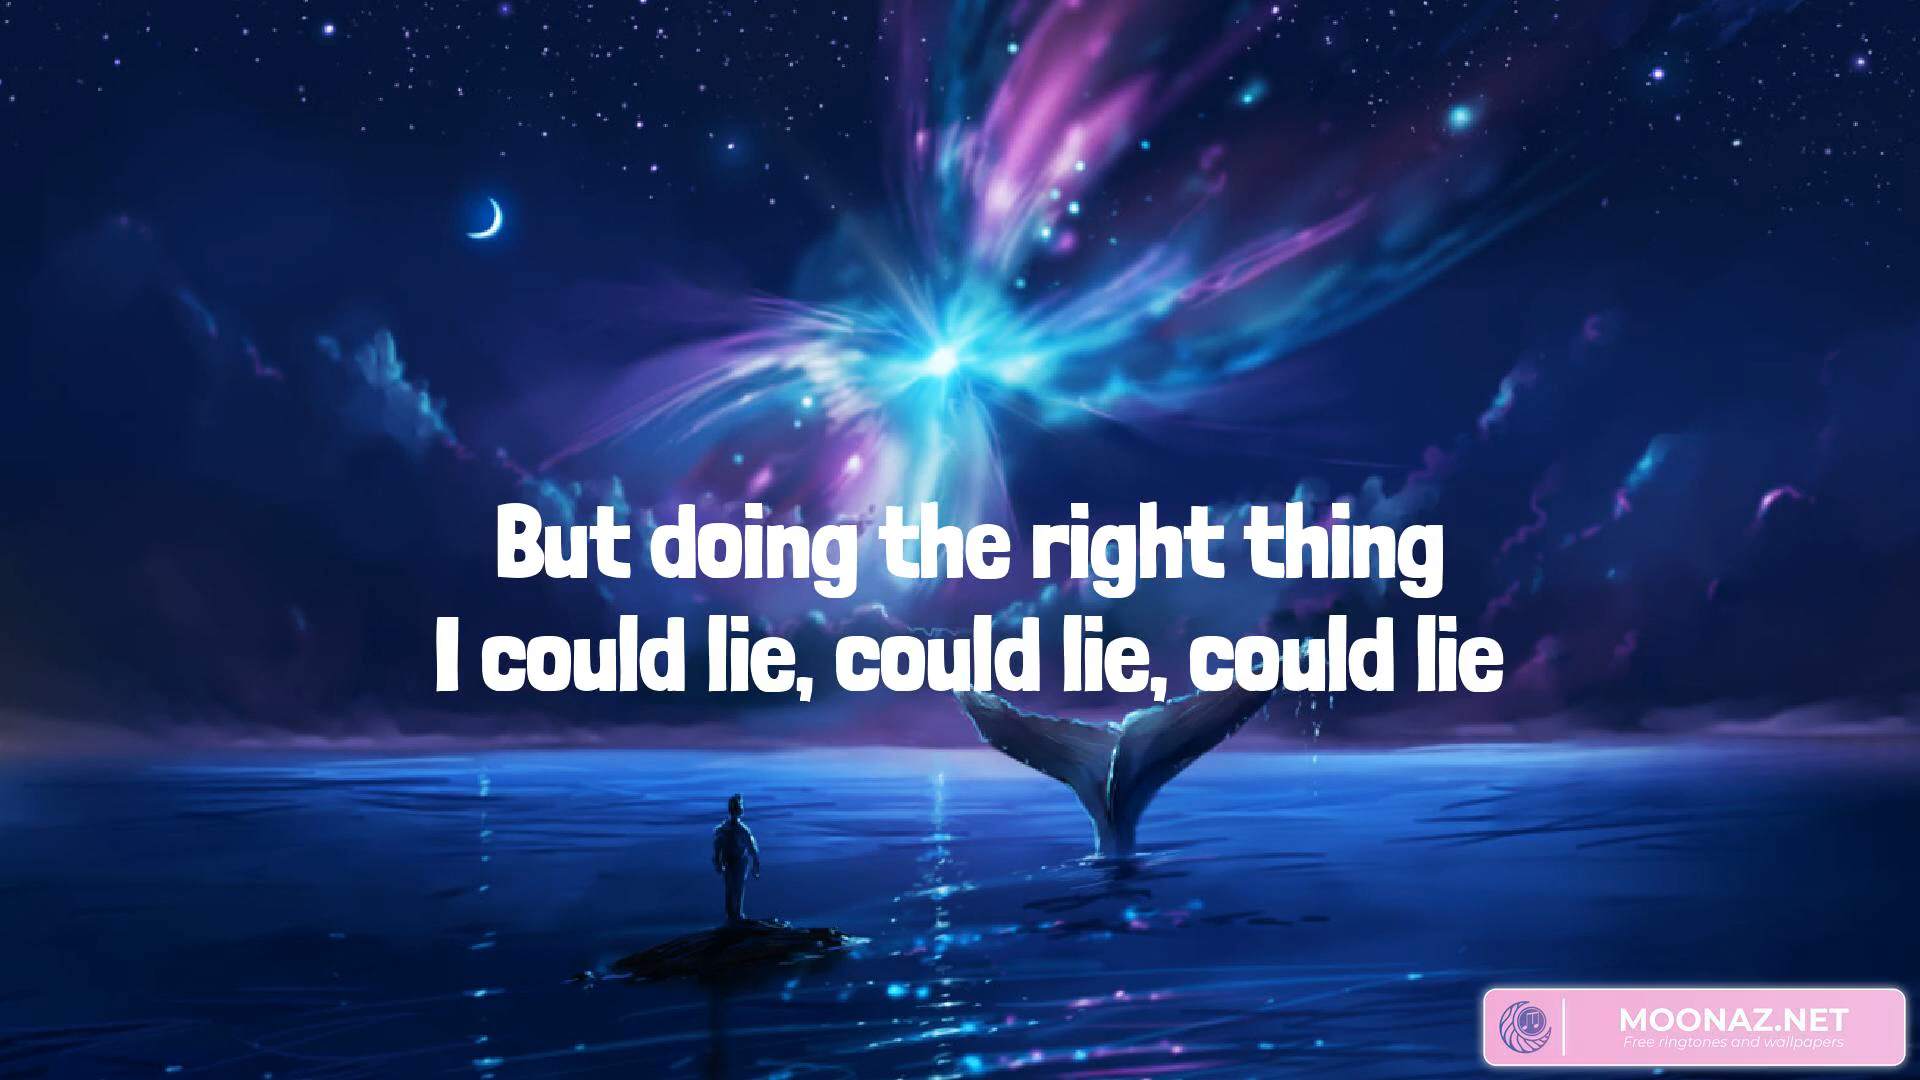 But doing the right thing
I could lie, could lie, could lie
MOONAZ.NET
Free ringtones and wallpapers